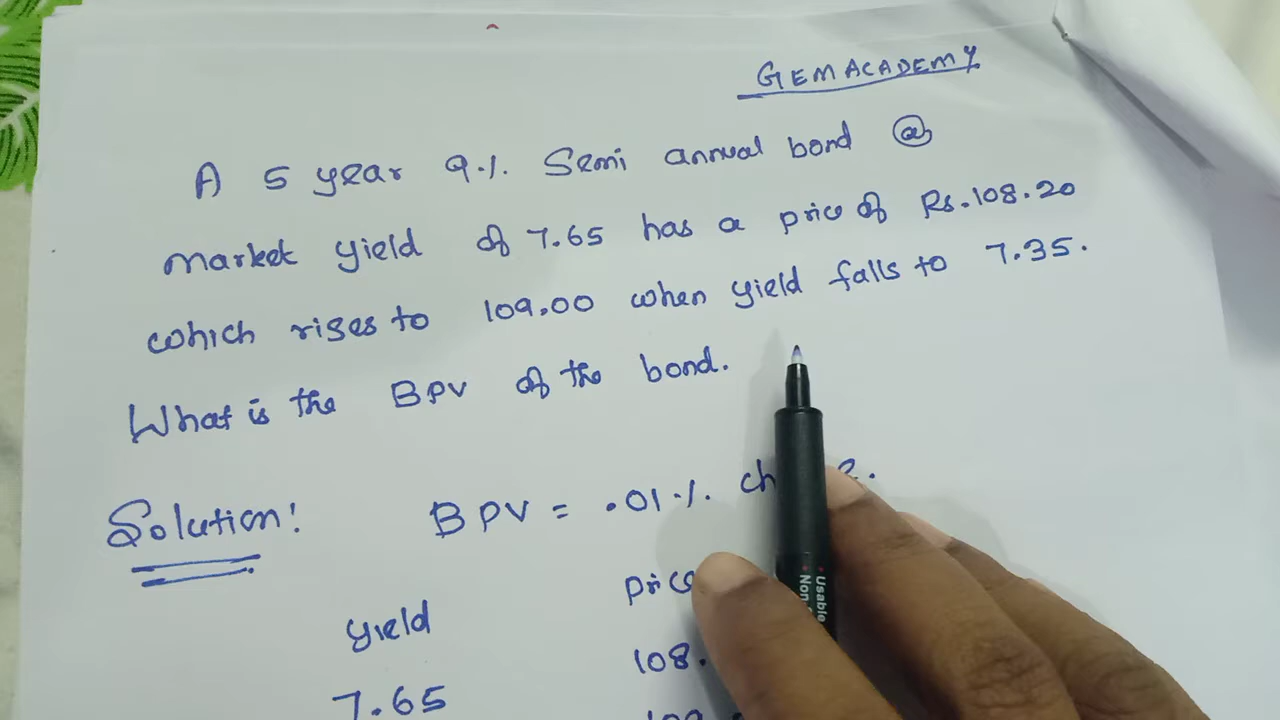 GEM ACADEMY
A 5 year 9.% Semi annual bond @
market yield of 7.65 has a price of Rs.108.20
which rises to 109.00 when yield falls to 7.35.
What is the BPV of the bond.
Solution! BPV = .01%.
yield
7.65 108.